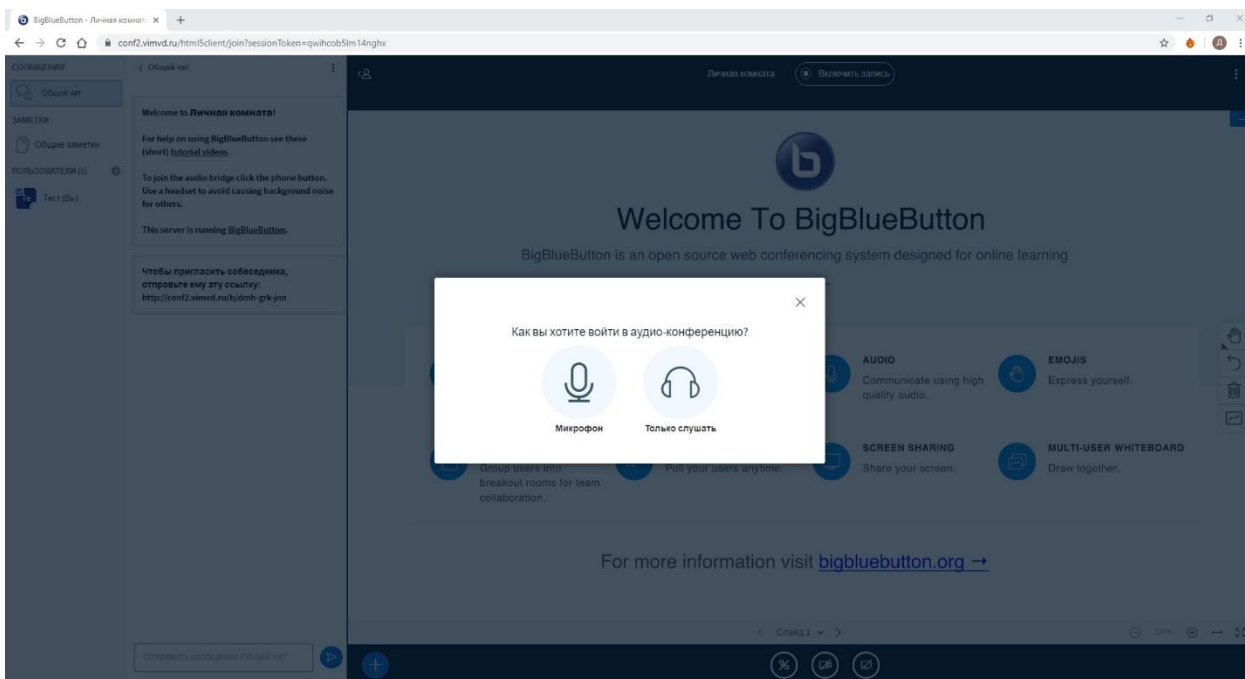 BigBlueButton - Личная комнат
conf2.vimvd.ru/html5client/join?sessionToken=qwihcob5lm14nghx
Д
СООБЩЕНИЯ
Общий чат
ЗАМЕТКИ
Общие заметки
ПОЛЬЗОВАТЕЛИ (1)
Те
Тест (Вы)
Общий чат
Welcome to Личная комната!
For help on using BigBlueButton see these
(short) tutorial videos.
To join the audio bridge click the phone button.
Use a headset to avoid causing background noise
for others.
This server is running BigBlueButton.
Чтобы пригласить собеседника,
отправьте ему эту ссылку:
http://conf2.vimvd.ru/b/dmh-grk-jnn
Отправить сообщение Общий чат
Личная комната
Включить запись
Welcome To BigBlueButton
BigBlueButton is an open source web conferencing system designed for online learning
Как вы хотите войти в аудио-конференцию?
Микрофон
Только слушать
AUDIO
Communicate using high
quality audio.
EMOJIS
Express yourself.
Group users into
breakout rooms for team
collaboration.
Poll your users anytime.
SCREEN SHARING
Share your screen.
MULTI-USER WHITEBOARD
Draw together.
For more information visit bigbluebutton.org →
Слайд 1
100%